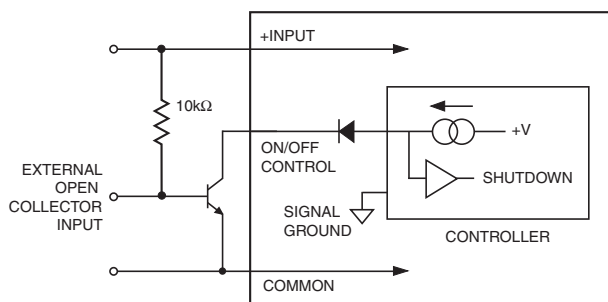 +INPUT
10kΩ
ON/OFF
CONTROL
+V
EXTERNAL
OPEN
COLLECTOR
INPUT
SHUTDOWN
SIGNAL
GROUND
CONTROLLER
COMMON